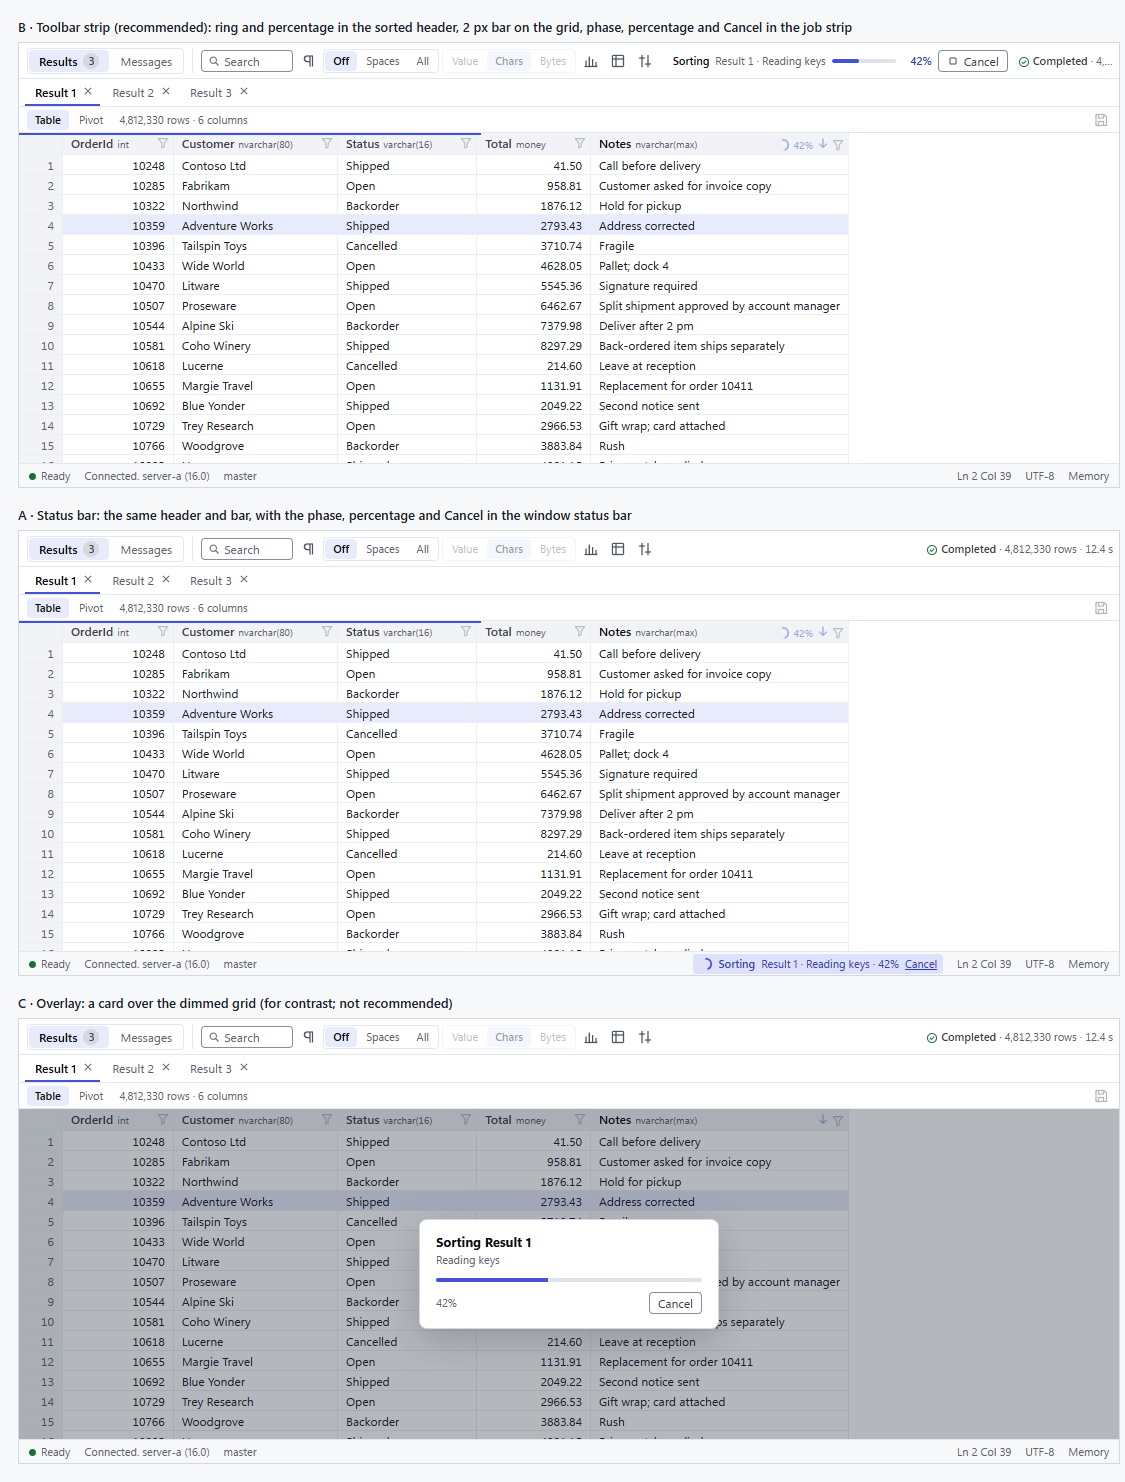 B · Toolbar strip (recommended): ring and percentage in the sorted header, 2 px bar on the grid, phase, percentage and Cancel in the job strip
Results 3 Messages Search ¶ Off Spaces All Value Chars Bytes Sorting Result 1 · Reading keys 42% Cancel Completed · 4,...
Result 1 × Result 2 × Result 3 ×
Table Pivot 4,812,330 rows · 6 columns
OrderId int Customer nvarchar(80) Status varchar(16) Total money Notes nvarchar(max) 42%
1 10248 Contoso Ltd Shipped 41.50 Call before delivery
2 10285 Fabrikam Open 958.81 Customer asked for invoice copy
3 10322 Northwind Backorder 1876.12 Hold for pickup
4 10359 Adventure Works Shipped 2793.43 Address corrected
5 10396 Tailspin Toys Cancelled 3710.74 Fragile
6 10433 Wide World Open 4628.05 Pallet; dock 4
7 10470 Litware Shipped 5545.36 Signature required
8 10507 Proseware Open 6462.67 Split shipment approved by account manager
9 10544 Alpine Ski Backorder 7379.98 Deliver after 2 pm
10 10581 Coho Winery Shipped 8297.29 Back-ordered item ships separately
11 10618 Lucerne Cancelled 214.60 Leave at reception
12 10655 Margie Travel Open 1131.91 Replacement for order 10411
13 10692 Blue Yonder Shipped 2049.22 Second notice sent
14 10729 Trey Research Open 2966.53 Gift wrap; card attached
15 10766 Woodgrove Backorder 3883.84 Rush
Ready Connected. server-a (16.0) master Ln 2 Col 39 UTF-8 Memory
A · Status bar: the same header and bar, with the phase, percentage and Cancel in the window status bar
Results 3 Messages Search ¶ Off Spaces All Value Chars Bytes Completed · 4,812,330 rows · 12.4 s
Result 1 × Result 2 × Result 3 ×
Table Pivot 4,812,330 rows · 6 columns
OrderId int Customer nvarchar(80) Status varchar(16) Total money Notes nvarchar(max) 42%
1 10248 Contoso Ltd Shipped 41.50 Call before delivery
2 10285 Fabrikam Open 958.81 Customer asked for invoice copy
3 10322 Northwind Backorder 1876.12 Hold for pickup
4 10359 Adventure Works Shipped 2793.43 Address corrected
5 10396 Tailspin Toys Cancelled 3710.74 Fragile
6 10433 Wide World Open 4628.05 Pallet; dock 4
7 10470 Litware Shipped 5545.36 Signature required
8 10507 Proseware Open 6462.67 Split shipment approved by account manager
9 10544 Alpine Ski Backorder 7379.98 Deliver after 2 pm
10 10581 Coho Winery Shipped 8297.29 Back-ordered item ships separately
11 10618 Lucerne Cancelled 214.60 Leave at reception
12 10655 Margie Travel Open 1131.91 Replacement for order 10411
13 10692 Blue Yonder Shipped 2049.22 Second notice sent
14 10729 Trey Research Open 2966.53 Gift wrap; card attached
15 10766 Woodgrove Backorder 3883.84 Rush
Ready Connected. server-a (16.0) master Sorting Result 1 · Reading keys · 42% Cancel Ln 2 Col 39 UTF-8 Memory
C · Overlay: a card over the dimmed grid (for contrast; not recommended)
Results 3 Messages Search ¶ Off Spaces All Value Chars Bytes Completed · 4,812,330 rows · 12.4 s
Result 1 × Result 2 × Result 3 ×
Table Pivot 4,812,330 rows · 6 columns
OrderId int Customer nvarchar(80) Status varchar(16) Total money Notes nvarchar(max)
1 10248 Contoso Ltd Shipped 41.50 Call before delivery
2 10285 Fabrikam Open 958.81 Customer asked for invoice copy
3 10322 Northwind Backorder 1876.12 Hold for pickup
4 10359 Adventure Works Shipped 2793.43 Address corrected
5 10396 Tailspin Toys Cancelled
6 10433 Wide World Open
7 10470 Litware Shipped
8 10507 Proseware Open by account manager
9 10544 Alpine Ski Backorder
10 10581 Coho Winery Shipped separately
Sorting Result 1
Reading keys
42% Cancel
11 10618 Lucerne Cancelled 214.60 Leave at reception
12 10655 Margie Travel Open 1131.91 Replacement for order 10411
13 10692 Blue Yonder Shipped 2049.22 Second notice sent
14 10729 Trey Research Open 2966.53 Gift wrap; card attached
15 10766 Woodgrove Backorder 3883.84 Rush
Ready Connected. server-a (16.0) master Ln 2 Col 39 UTF-8 Memory